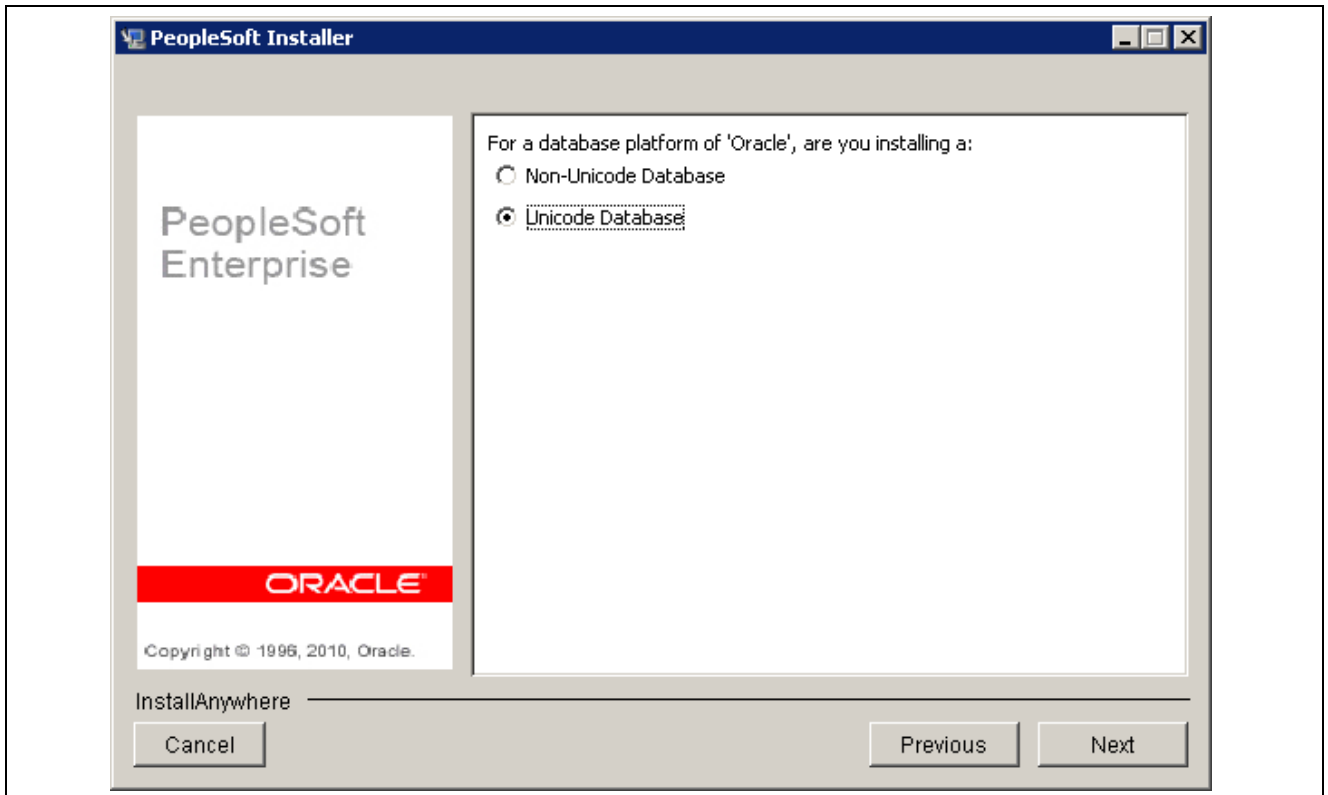 PeopleSoft Installer
For a database platform of 'Oracle', are you installing a:
Non-Unicode Database
Unicode Database
PeopleSoft
Enterprise
ORACLE
Copyright © 1996, 2010, Oracle.
InstallAnywhere
Cancel
Previous
Next